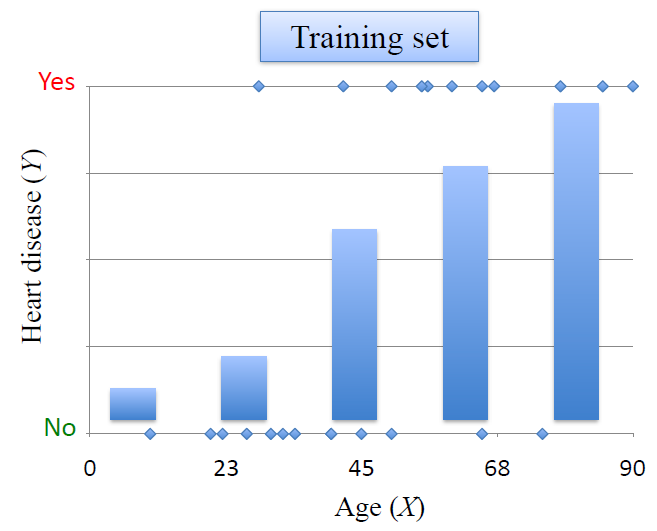 Training set
Yes
Heart disease (Y)
No
0 23 45 68 90
Age (X)